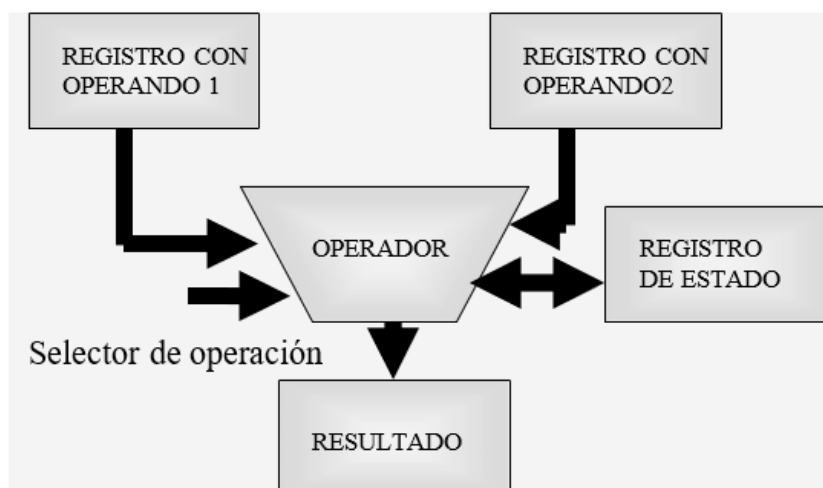 REGISTRO CON
OPERANDO 1
REGISTRO CON
OPERANDO2
OPERADOR
REGISTRO
DE ESTADO
Selector de operación
RESULTADO